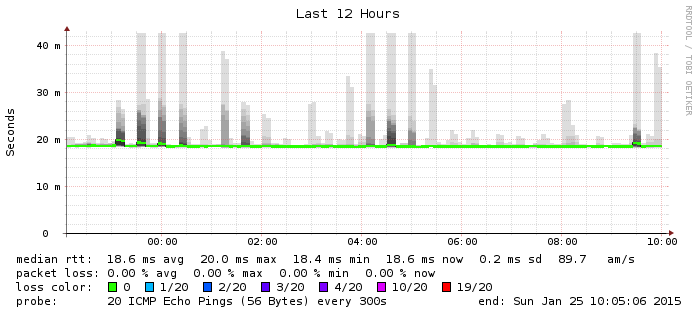 Last 12 Hours
RRDTOOL / TOBI OETIKER
Seconds
40 m
30 m
20 m
10 m
0
00:00 02:00 04:00 06:00 08:00 10:00
median rtt: 18.6 ms avg 20.0 ms max 18.4 ms min 18.6 ms now 0.2 ms sd 89.7 am/s
packet loss: 0.00 % avg 0.00 % max 0.00 % min 0.00 % now
loss color: 0 1/20 2/20 3/20 4/20 10/20 19/20
probe: 20 ICMP Echo Pings (56 Bytes) every 300s end: Sun Jan 25 10:05:06 2015